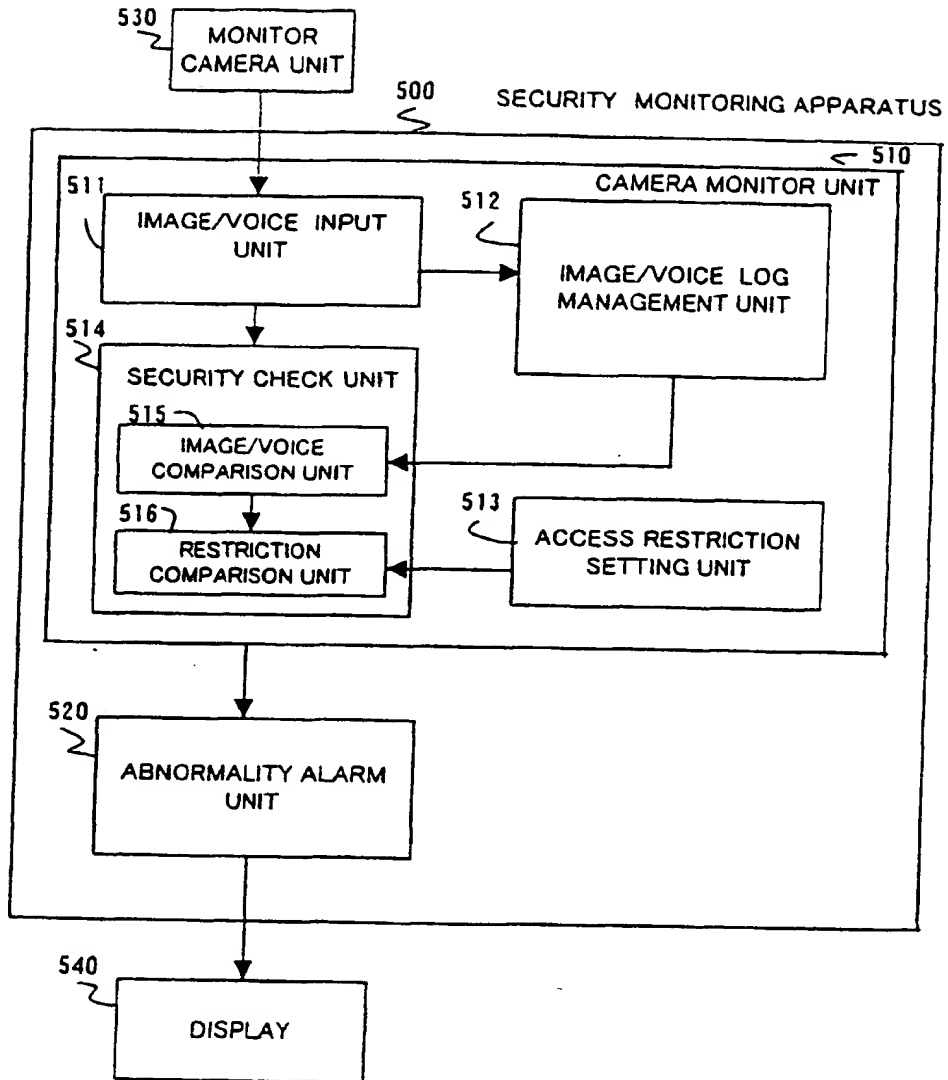 530
MONITOR
CAMERA UNIT
500
SECURITY MONITORING APPARATUS
510
CAMERA MONITOR UNIT
511
IMAGE/VOICE INPUT
UNIT
512
IMAGE/VOICE LOG
MANAGEMENT UNIT
514
SECURITY CHECK UNIT
515
IMAGE/VOICE
COMPARISON UNIT
516
RESTRICTION
COMPARISON UNIT
513
ACCESS RESTRICTION
SETTING UNIT
520
ABNORMALITY ALARM
UNIT
540
DISPLAY